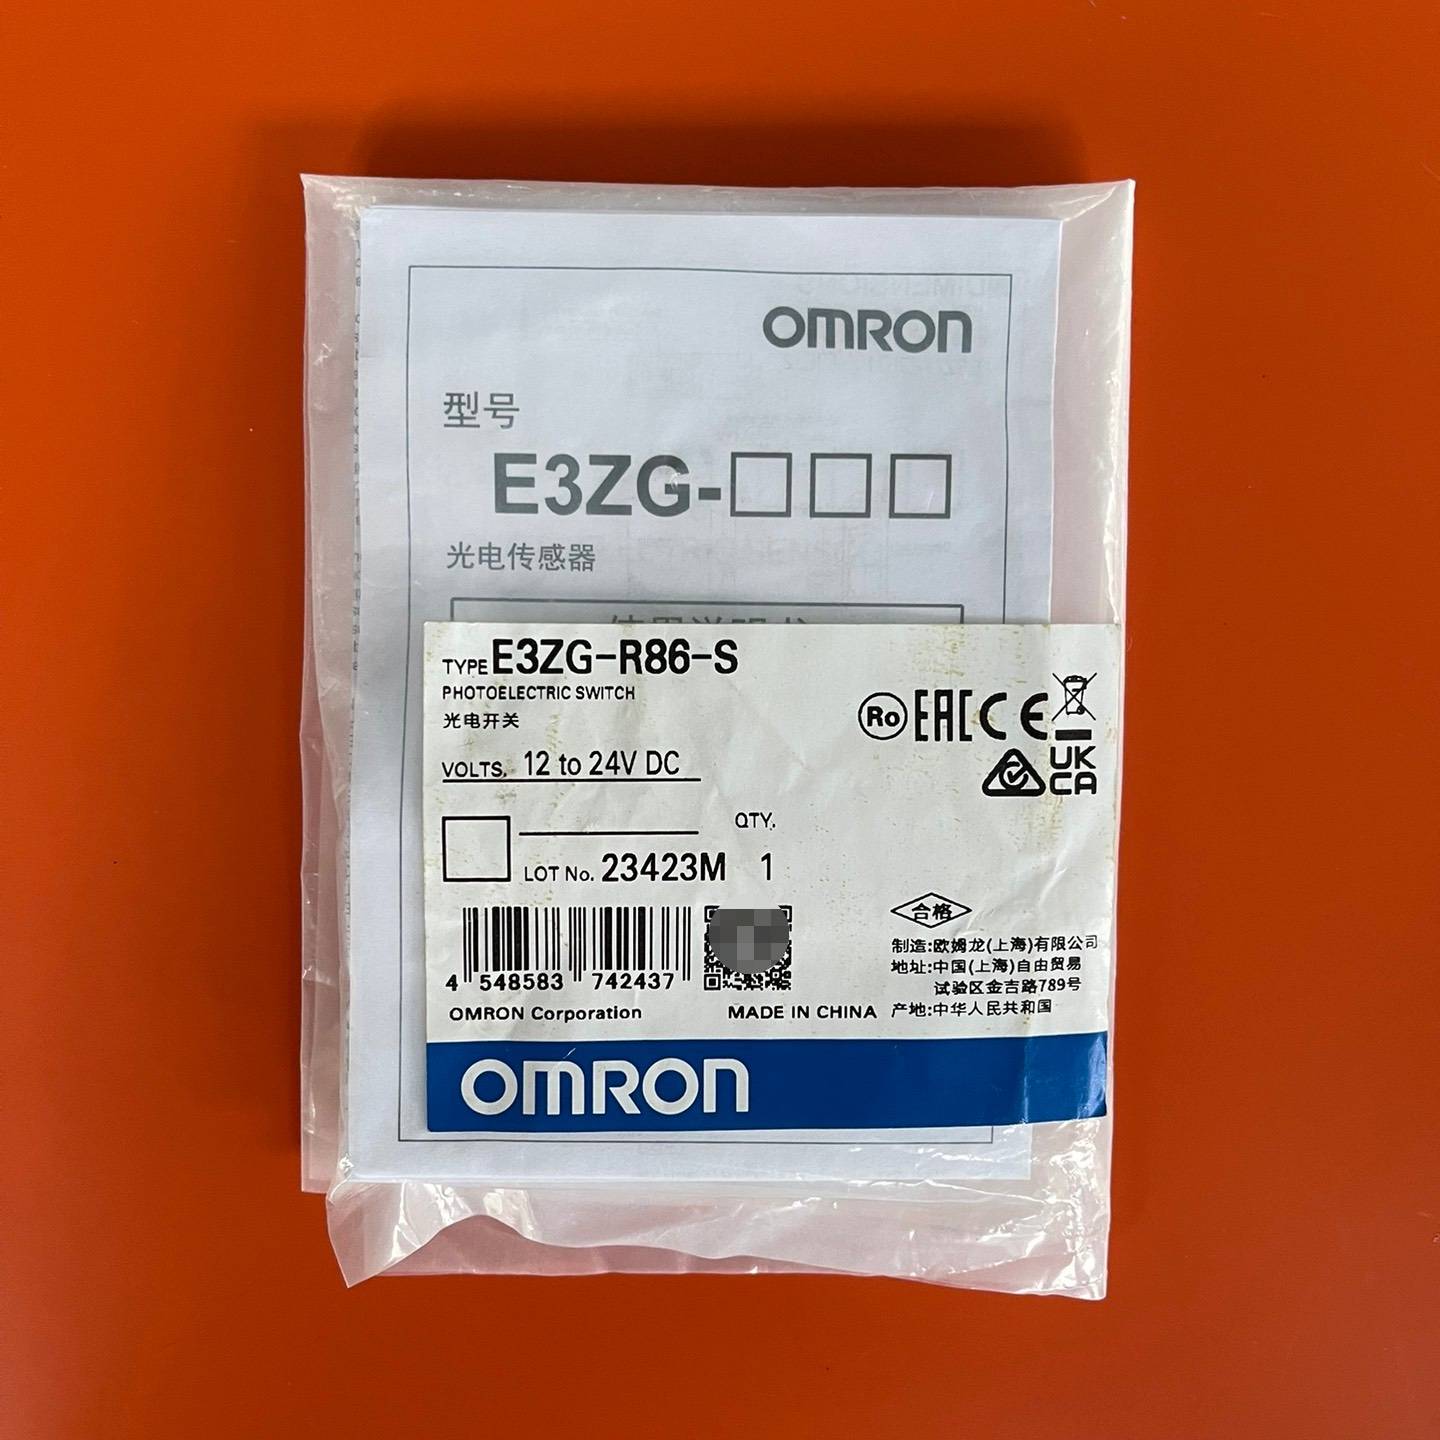 OMRON
型号
E3ZG-□□□
光电传感器
TYPE E3ZG-R86-S
PHOTOELECTRIC SWITCH
光电开关
VOLTS. 12 to 24V DC
Ro EAC CE
UK
CA
QTY.
LOT No. 23423M 1
合格
制造:欧姆龙(上海)有限公司
地址:中国(上海)自由贸易
试验区金吉路789号
产地:中华人民共和国
4 548583 742437
OMRON Corporation
MADE IN CHINA
OMRON